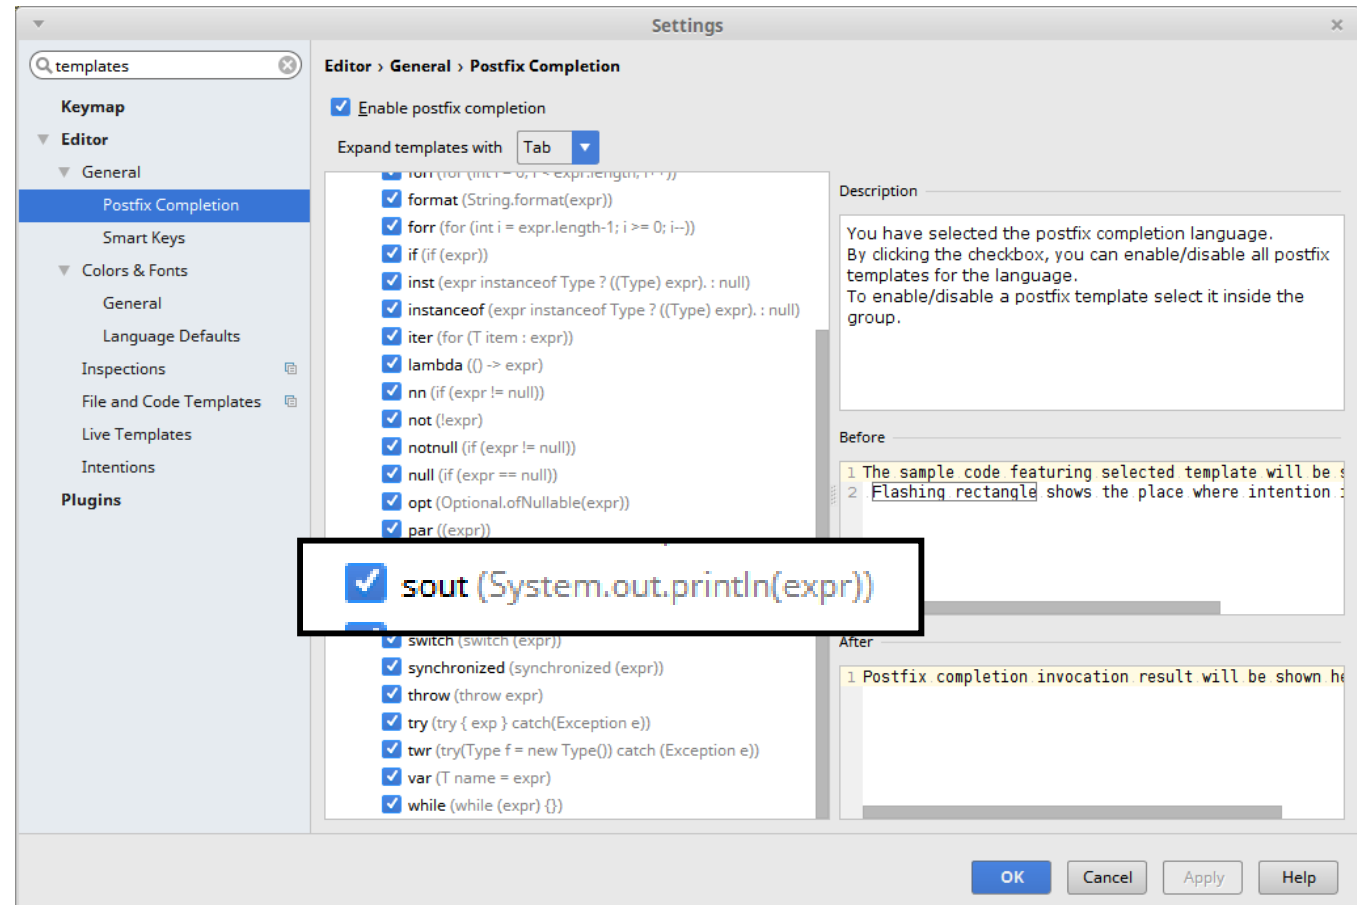 Settings
templates
Keymap
Editor
General
Postfix Completion
Smart Keys
Colors & Fonts
General
Language Defaults
Inspections
File and Code Templates
Live Templates
Intentions
Plugins
Editor › General › Postfix Completion
Enable postfix completion
Expand templates with Tab
fori (for (int i = 0; i < expr.length; i++))
format (String.format(expr))
forr (for (int i = expr.length-1; i >= 0; i--))
if (if (expr))
inst (expr instanceof Type ? ((Type) expr). : null)
instanceof (expr instanceof Type ? ((Type) expr). : null)
iter (for (T item : expr))
lambda (() -> expr)
nn (if (expr != null))
not (!expr)
notnull (if (expr != null))
null (if (expr == null))
opt (Optional.ofNullable(expr))
par ((expr))
sout (System.out.println(expr))
switch (switch (expr))
synchronized (synchronized (expr))
throw (throw expr)
try (try { exp } catch(Exception e))
twr (try(Type f = new Type()) catch (Exception e))
var (T name = expr)
while (while (expr) {})
Description
You have selected the postfix completion language.
By clicking the checkbox, you can enable/disable all postfix
templates for the language.
To enable/disable a postfix template select it inside the
group.
Before
1 The sample code featuring selected template will be
2 Flashing rectangle shows the place where intention
After
1 Postfix completion invocation result will be shown
OK
Cancel
Apply
Help